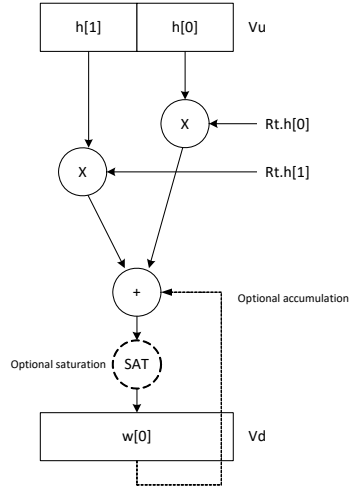 h[1] h[0] Vu
X Rt.h[0]
X Rt.h[1]
+ Optional accumulation
Optional saturation SAT
w[0] Vd